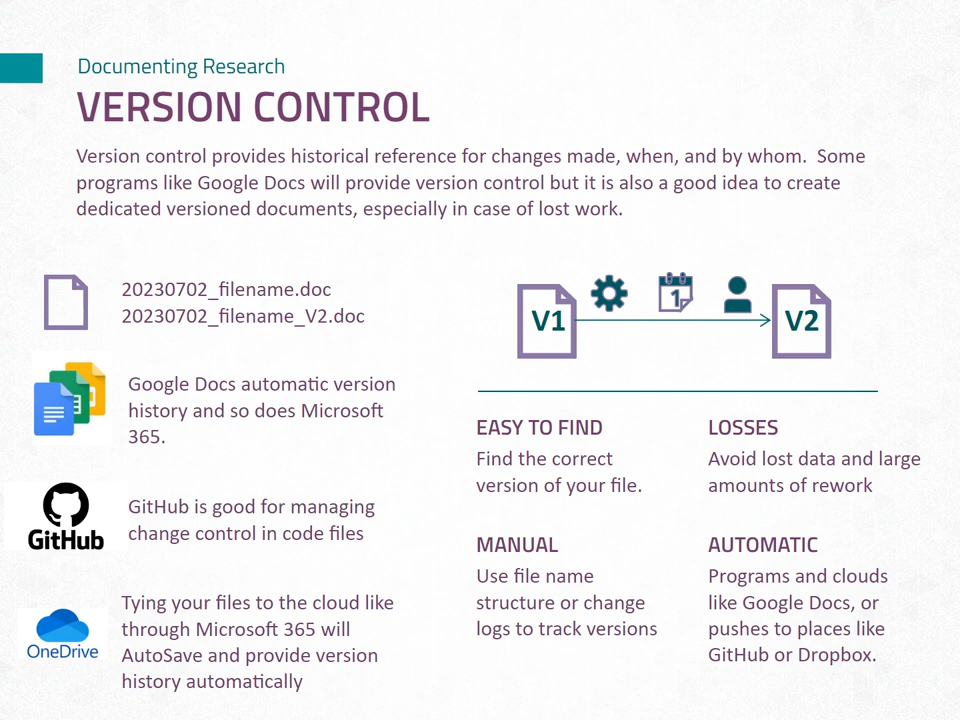 Documenting Research
VERSION CONTROL
Version control provides historical reference for changes made, when, and by whom.  Some
programs like Google Docs will provide version control but it is also a good idea to create
dedicated versioned documents, especially in case of lost work.
20230702_filename.doc
20230702_filename_V2.doc
Google Docs automatic version
history and so does Microsoft
365.
GitHub
GitHub is good for managing
change control in code files
OneDrive
Tying your files to the cloud like
through Microsoft 365 will
AutoSave and provide version
history automatically
V1
1
V2
EASY TO FIND
Find the correct
version of your file.
LOSSES
Avoid lost data and large
amounts of rework
MANUAL
Use file name
structure or change
logs to track versions
AUTOMATIC
Programs and clouds
like Google Docs, or
pushes to places like
GitHub or Dropbox.